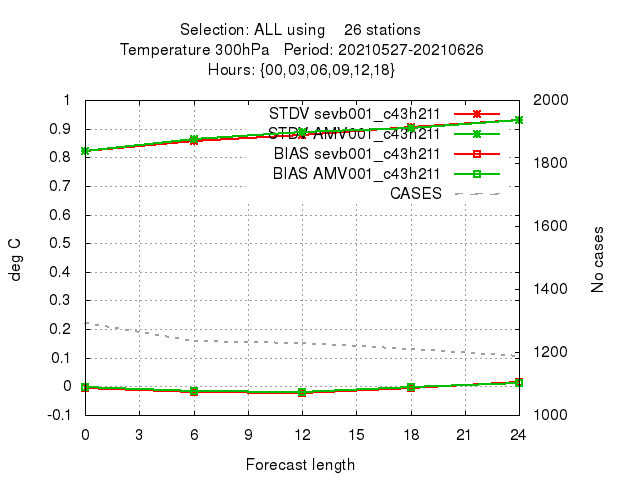 Selection: ALL using 26 stations
Temperature 300hPa Period: 20210527-20210626
Hours: {00,03,06,09,12,18}
STDV sevb001_c43h211
STDV AMV001_c43h211
BIAS sevb001_c43h211
BIAS AMV001_c43h211
CASES
deg C
1
0.9
0.8
0.7
0.6
0.5
0.4
0.3
0.2
0.1
0
-0.1
2000
1800
1600
1400
1200
1000
No cases
0 3 6 9 12 15 18 21 24
Forecast length